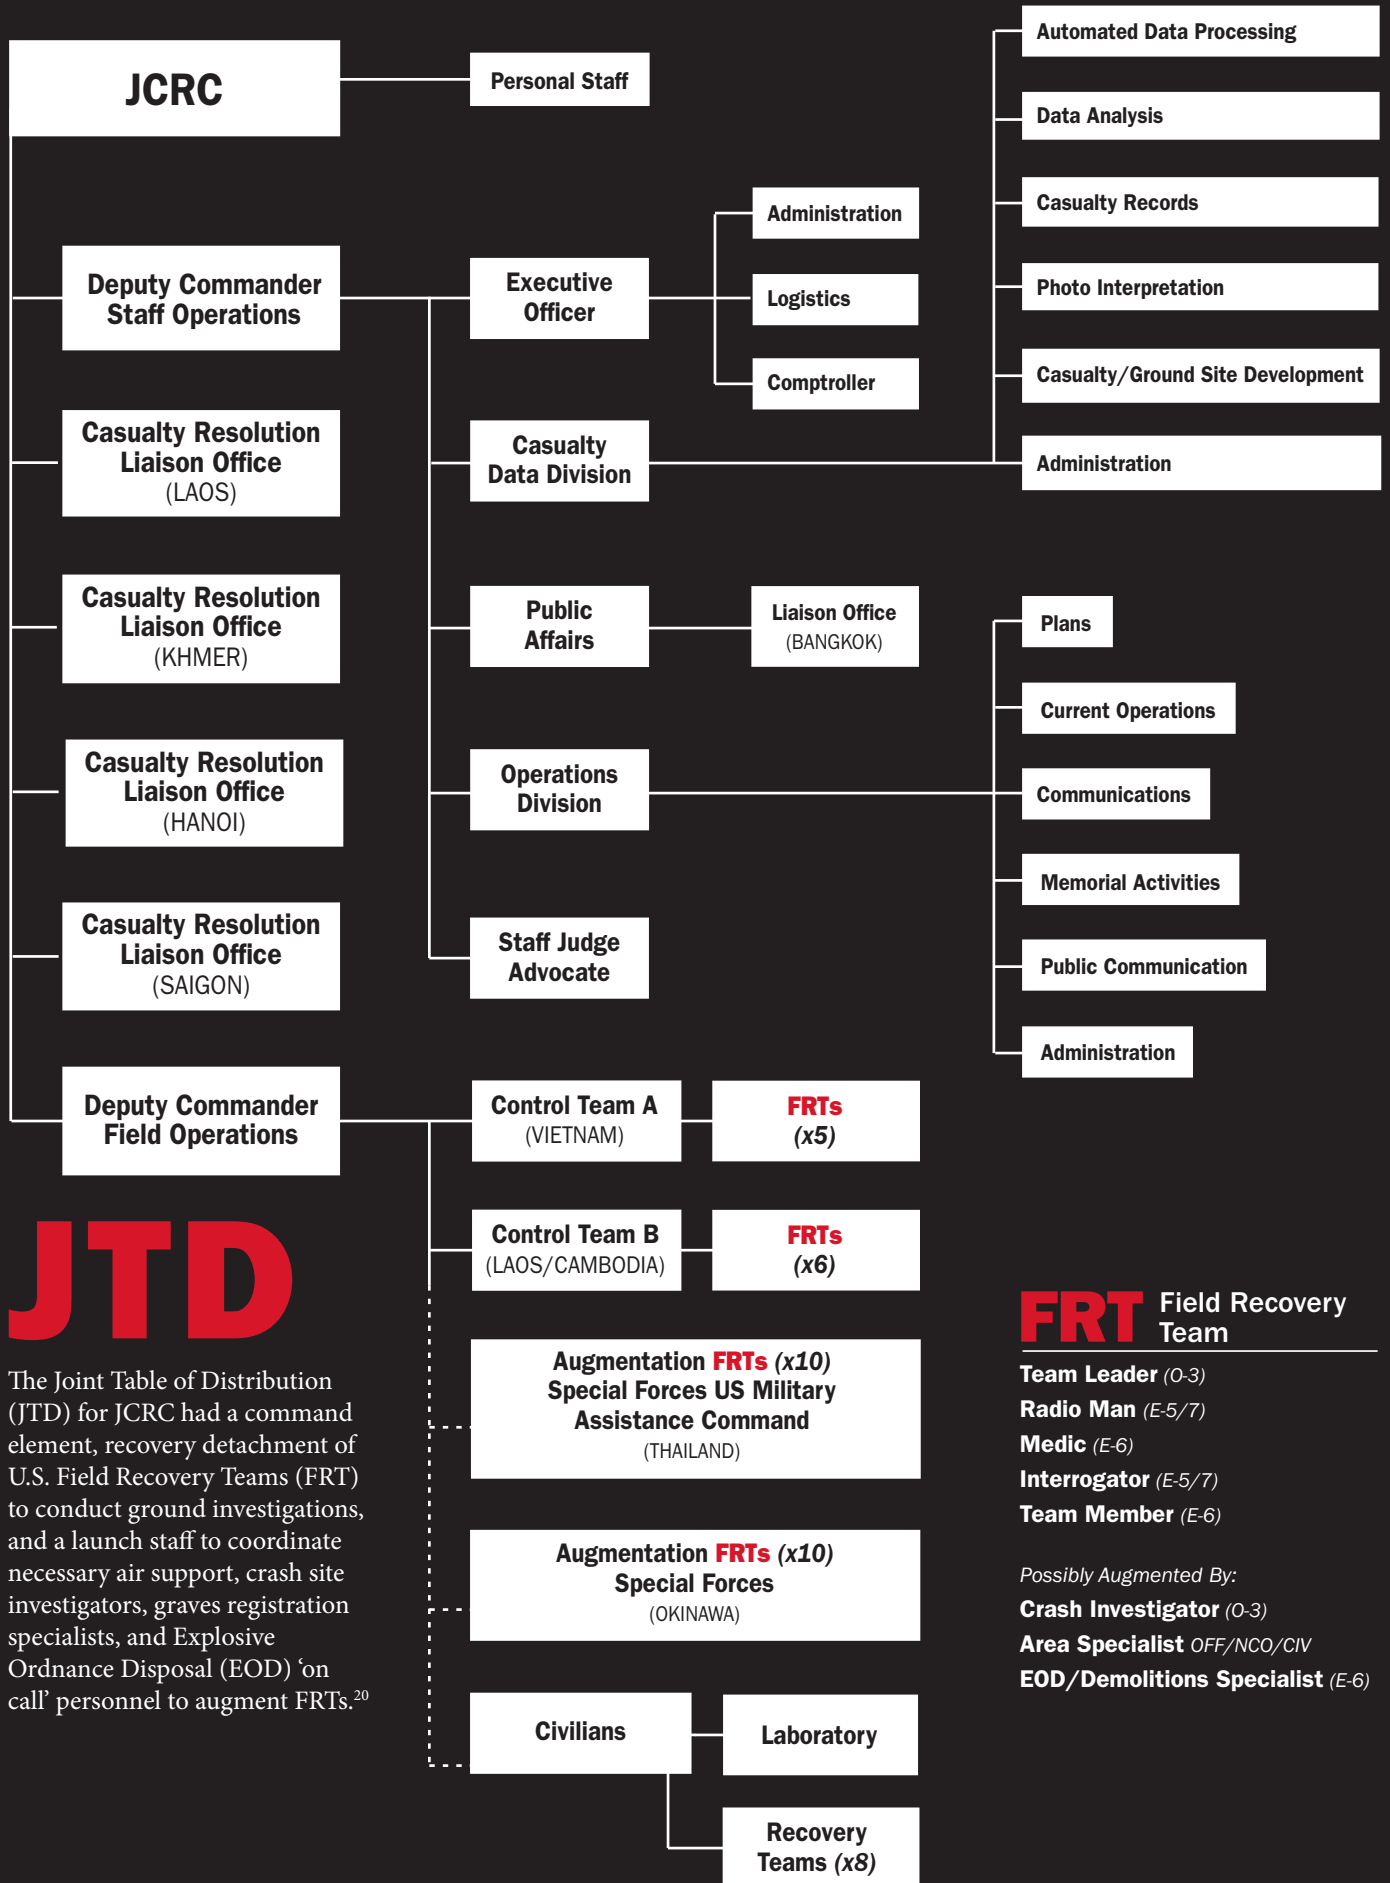 JCRC
Personal Staff
Deputy Commander
Staff Operations
Casualty Resolution
Liaison Office
(LAOS)
Casualty Resolution
Liaison Office
(KHMER)
Casualty Resolution
Liaison Office
(HANOI)
Casualty Resolution
Liaison Office
(SAIGON)
Deputy Commander
Field Operations
Executive
Officer
Administration
Logistics
Comptroller
Casualty
Data Division
Automated Data Processing
Data Analysis
Casualty Records
Photo Interpretation
Casualty/Ground Site Development
Administration
Public
Affairs
Liaison Office
(BANGKOK)
Operations
Division
Plans
Current Operations
Communications
Memorial Activities
Public Communication
Administration
Staff Judge
Advocate
Control Team A
(VIETNAM)
FRTs
(x5)
Control Team B
(LAOS/CAMBODIA)
FRTs
(x6)
Augmentation FRTs (x10)
Special Forces US Military
Assistance Command
(THAILAND)
Augmentation FRTs (x10)
Special Forces
(OKINAWA)
Civilians
Laboratory
Recovery
Teams (x8)
JTD
The Joint Table of Distribution
(JTD) for JCRC had a command
element, recovery detachment of
U.S. Field Recovery Teams (FRT)
to conduct ground investigations,
and a launch staff to coordinate
necessary air support, crash site
investigators, graves registration
specialists, and Explosive
Ordnance Disposal (EOD) ‘on
call’ personnel to augment FRTs.20
FRT Field Recovery
Team
Team Leader (O-3)
Radio Man (E-5/7)
Medic (E-6)
Interrogator (E-5/7)
Team Member (E-6)
Possibly Augmented By:
Crash Investigator (O-3)
Area Specialist OFF/NCO/CIV
EOD/Demolitions Specialist (E-6)